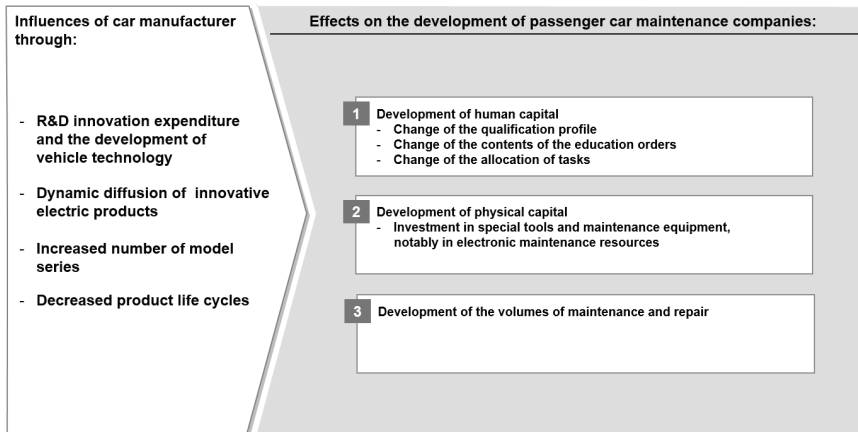 Influences of car manufacturer
through:
- R&D innovation expenditure
and the development of
vehicle technology
- Dynamic diffusion of innovative
electric products
- Increased number of model
series
- Decreased product life cycles
Effects on the development of passenger car maintenance companies:
1 Development of human capital
- Change of the qualification profile
- Change of the contents of the education orders
- Change of the allocation of tasks
2 Development of physical capital
- Investment in special tools and maintenance equipment,
notably in electronic maintenance resources
3 Development of the volumes of maintenance and repair